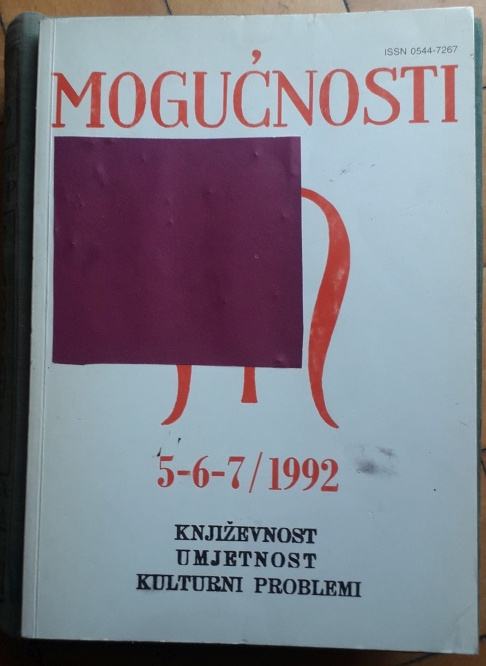 ISSN 0544-7267
MOGUĆNOSTI
5-6-7/1992
KNJIŽEVNOST
UMJETNOST
KULTURNI PROBLEMI